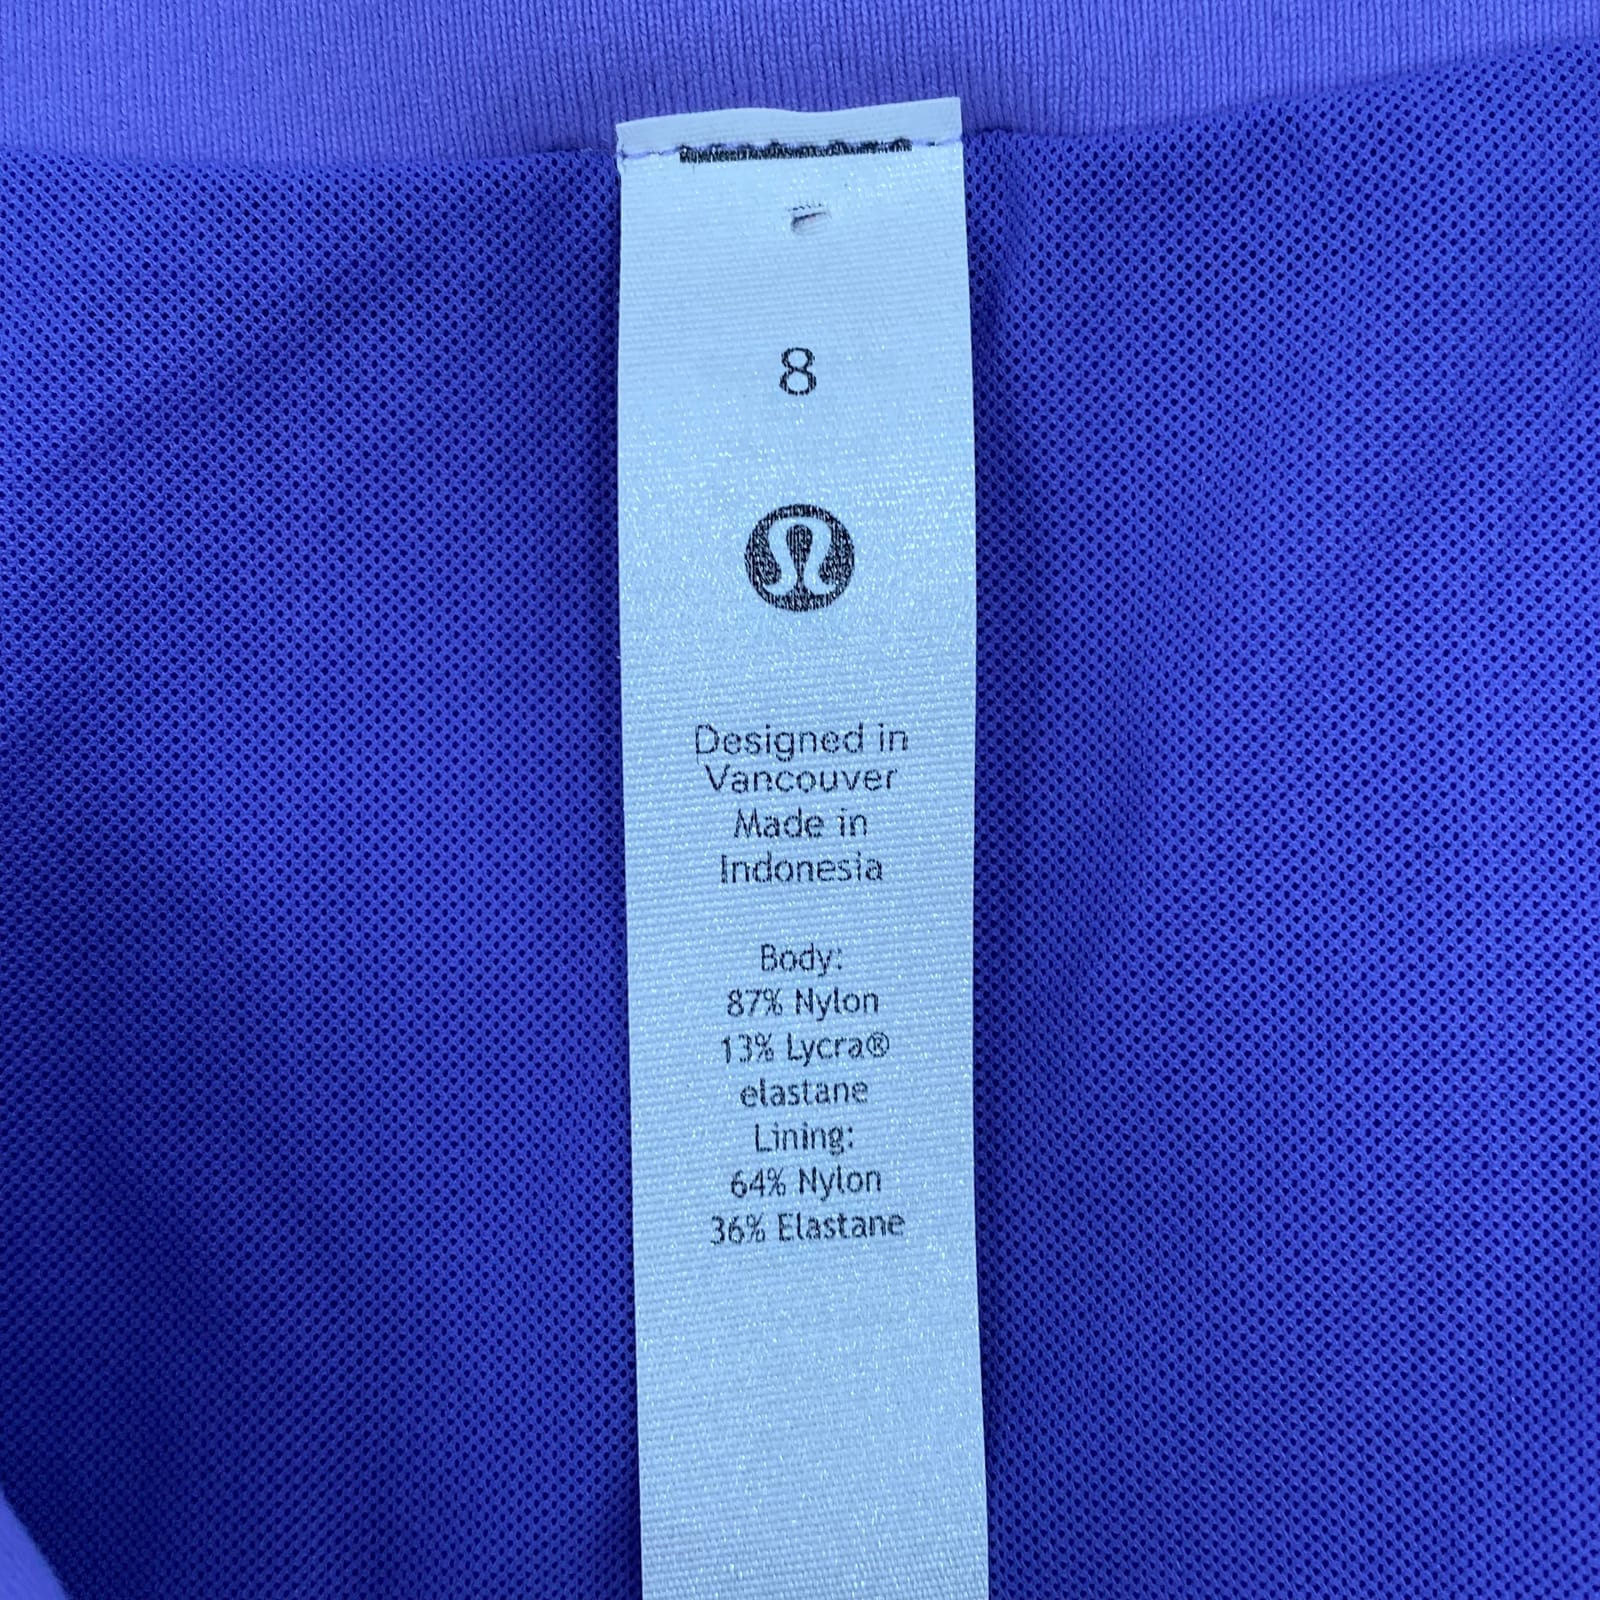 8
Designed in
Vancouver
Made in
Indonesia
Body:
87% Nylon
13% Lycra®
elastane
Lining:
64% Nylon
36% Elastane